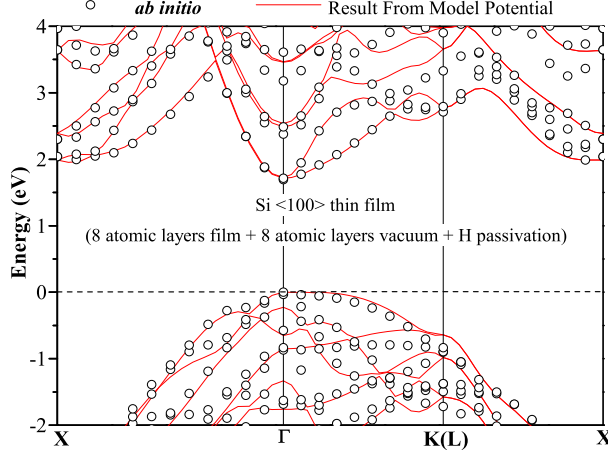 ab initio Result From Model Potential
4
3
2
1
0
-1
-2
Energy (eV)
Si <100> thin film
(8 atomic layers film + 8 atomic layers vacuum + H passivation)
X Γ K(L) X